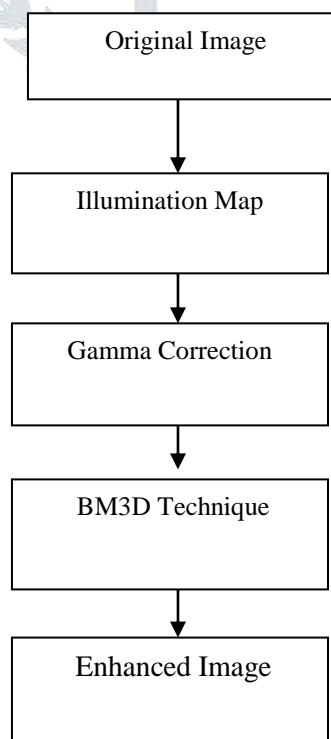 Original Image
Illumination Map
Gamma Correction
BM3D Technique
Enhanced Image